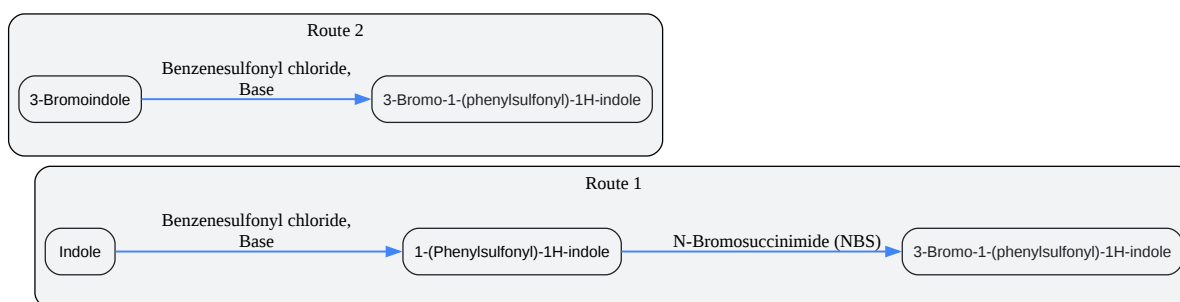 Route 2
Benzenesulfonyl chloride,
Base
3-Bromoindole
3-Bromo-1-(phenylsulfonyl)-1H-indole
Route 1
Benzenesulfonyl chloride,
Base
N-Bromosuccinimide (NBS)
Indole
1-(Phenylsulfonyl)-1H-indole
3-Bromo-1-(phenylsulfonyl)-1H-indole